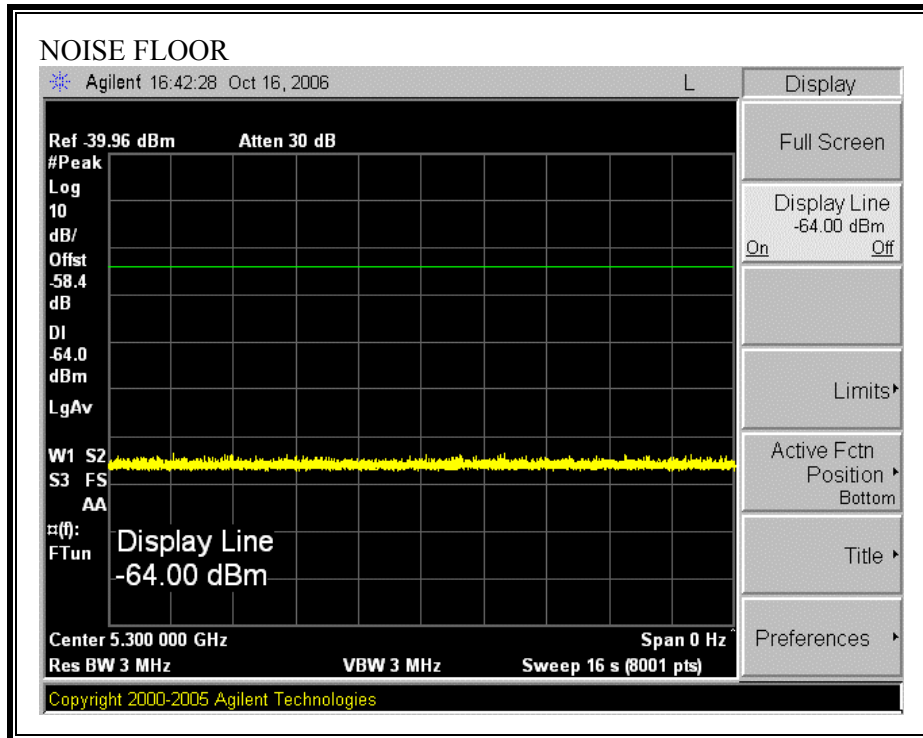 NOISE FLOOR
Agilent 16:42:28 Oct 16, 2006 L
Display
Ref -39.96 dBm Atten 30 dB
#Peak
Log
10
dB/
Offst
-58.4
dB
DI
-64.0
dBm
LgAv
W1 S2
S3 FS
AA
¤(f):
FTun
Display Line
-64.00 dBm
Center 5.300 000 GHz Span 0 Hz^
Res BW 3 MHz VBW 3 MHz Sweep 16 s (8001 pts)
Copyright 2000-2005 Agilent Technologies
Full Screen
Display Line
-64.00 dBm
On Off
Limits
Active Fctn
Position
Bottom
Title
Preferences